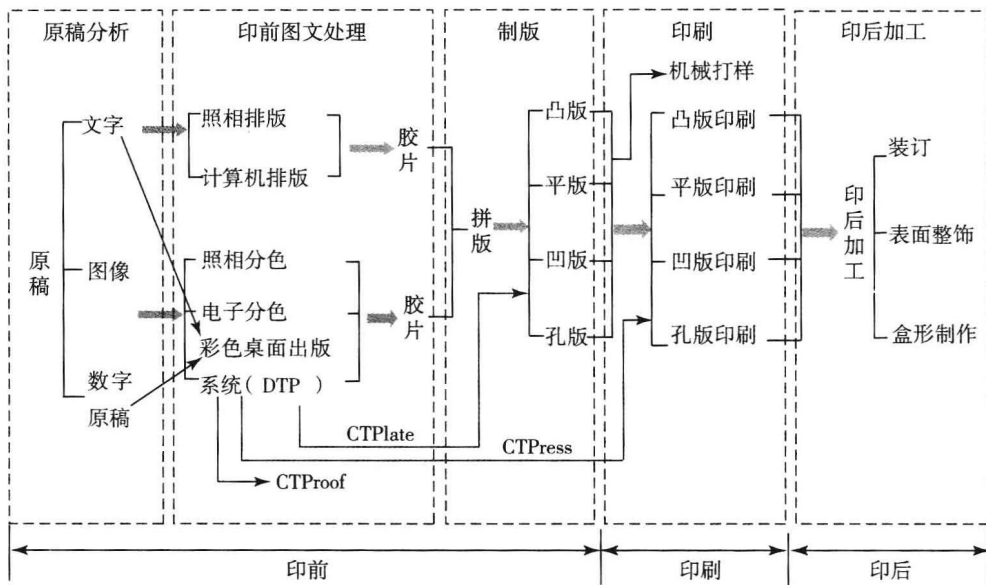 原稿分析
印前图文处理
制版
印刷
印后加工
原稿
文字
图像
数字
原稿
照相排版
计算机排版
胶片
照相分色
电子分色
彩色桌面出版
系统(DTP)
胶片
拼版
凸版
平版
凹版
孔版
机械打样
凸版印刷
平版印刷
凹版印刷
孔版印刷
印后加工
装订
表面整饰
盒形制作
CTPlate
CTPress
CTProof
印前
印刷
印后